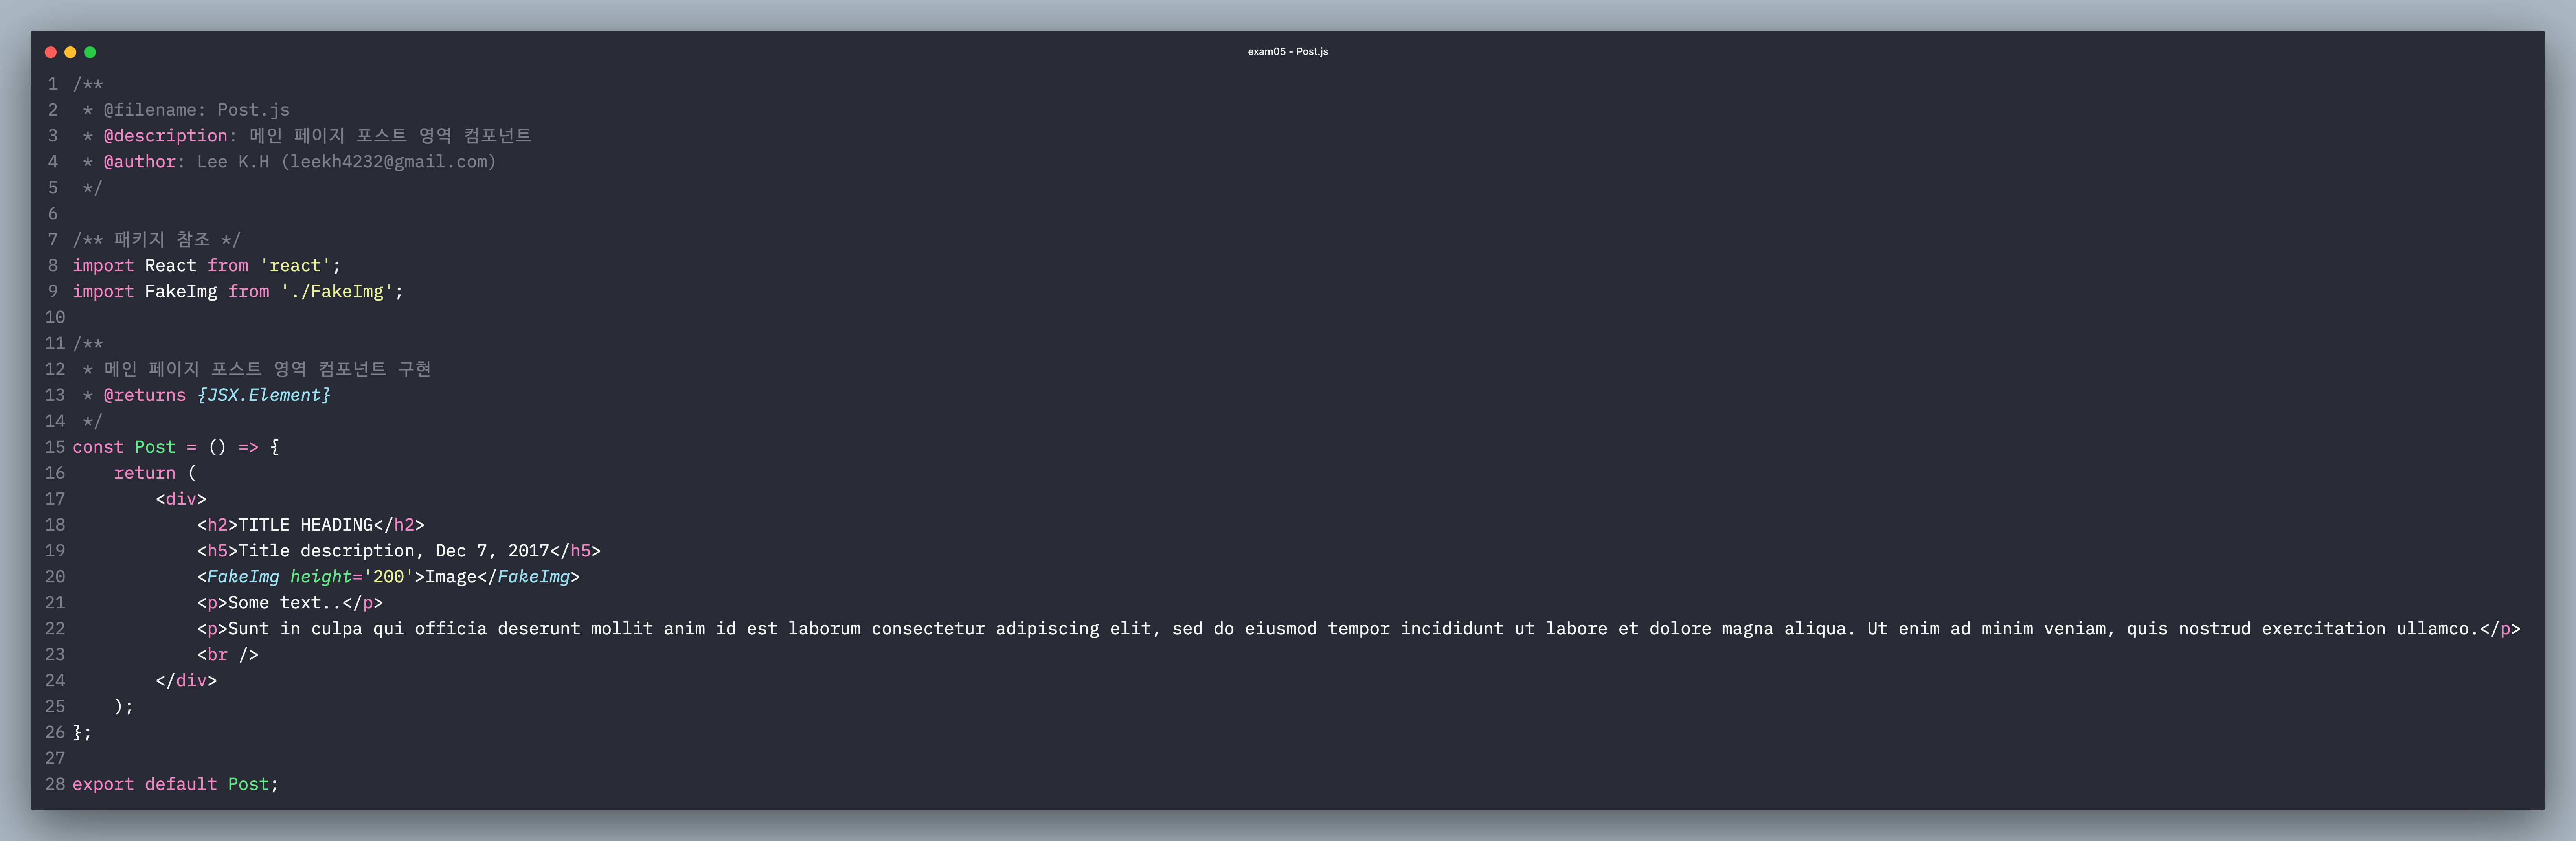 exam05 - Post.js
1 /**
2  * @filename: Post.js
3  * @description: 메인 페이지 포스트 영역 컴포넌트
4  * @author: Lee K.H (leekh4232@gmail.com)
5  */
6
7 /** 패키지 참조 */
8 import React from 'react';
9 import FakeImg from './FakeImg';
10
11 /**
12  * 메인 페이지 포스트 영역 컴포넌트 구현
13  * @returns {JSX.Element}
14  */
15 const Post = () => {
16     return (
17         <div>
18             <h2>TITLE HEADING</h2>
19             <h5>Title description, Dec 7, 2017</h5>
20             <FakeImg height='200'>Image</FakeImg>
21             <p>Some text..</p>
22             <p>Sunt in culpa qui officia deserunt mollit anim id est laborum consectetur adipiscing elit, sed do eiusmod tempor incididunt ut labore et dolore magna aliqua. Ut enim ad minim veniam, quis nostrud exercitation ullamco.</p>
23             <br />
24         </div>
25     );
26 };
27
28 export default Post;